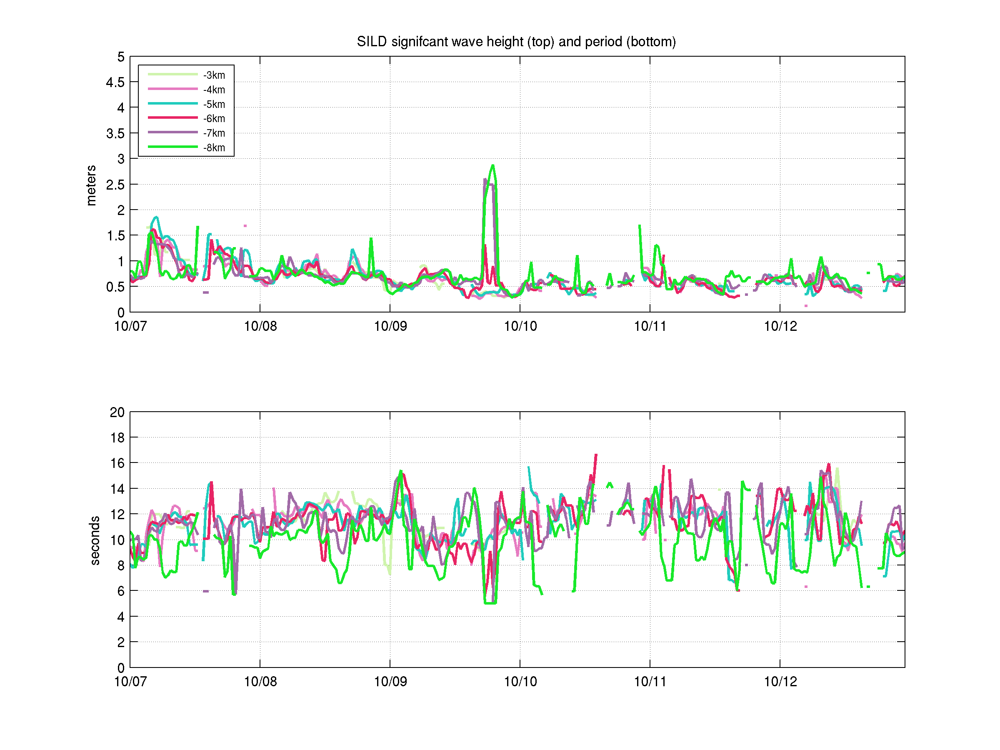 SILD signifcant wave height (top) and period (bottom)
5
4.5
4
3.5
3
2.5
2
1.5
1
0.5
0
meters
-3km
-4km
-5km
-6km
-7km
-8km
10/07 10/08 10/09 10/10 10/11 10/12
20
18
16
14
12
10
8
6
4
2
0
seconds
10/07 10/08 10/09 10/10 10/11 10/12